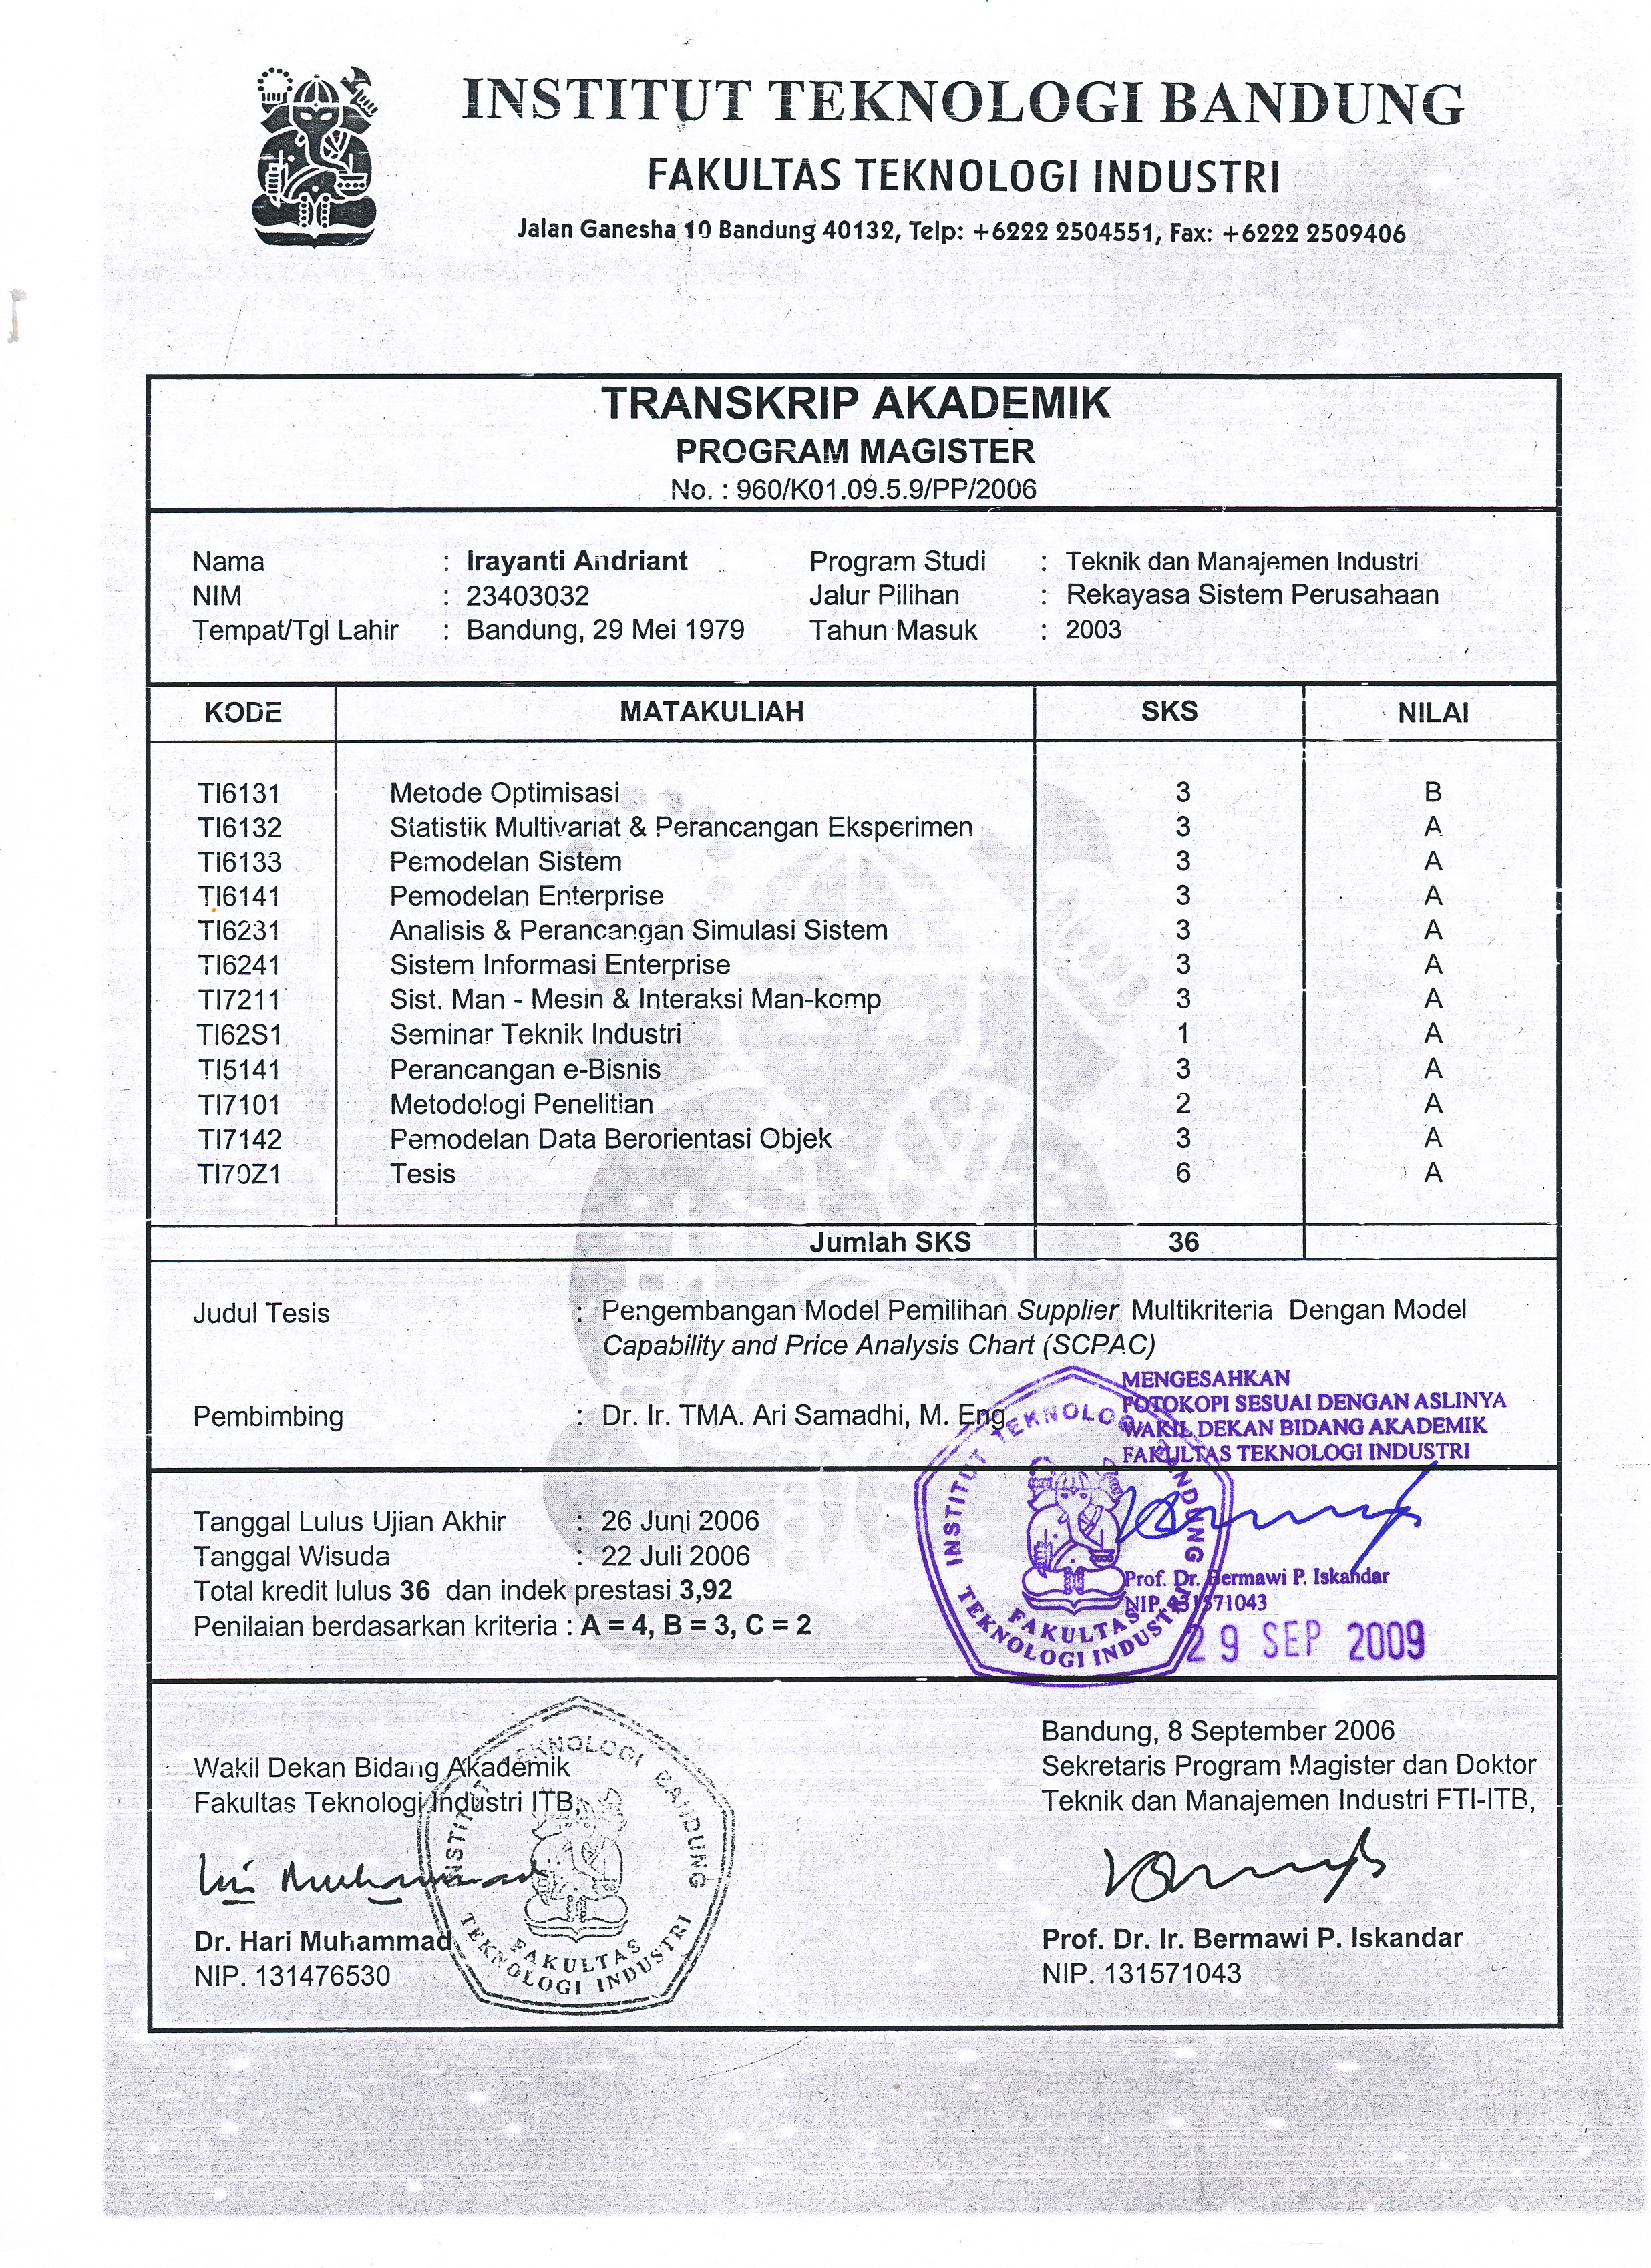 INSTITUT TEKNOLOGI BANDUNG
FAKULTAS TEKNOLOGI INDUSTRI
Jalan Ganesha 10 Bandung 40132, Telp: +6222 2504551, Fax: +6222 2509406
TRANSKRIP AKADEMIK
PROGRAM MAGISTER
No. : 960/K01.09.5.9/PP/2006
Nama : Irayanti Andriant Program Studi : Teknik dan Manajemen Industri
NIM : 23403032 Jalur Pilihan : Rekayasa Sistem Perusahaan
Tempat/Tgl Lahir : Bandung, 29 Mei 1979 Tahun Masuk : 2003
KODE MATAKULIAH SKS NILAI
TI6131 Metode Optimisasi 3 B
TI6132 Statistik Multivariat & Perancangan Eksperimen 3 A
TI6133 Pemodelan Sistem 3 A
TI6141 Pemodelan Enterprise 3 A
TI6231 Analisis & Perancangan Simulasi Sistem 3 A
TI6241 Sistem Informasi Enterprise 3 A
TI7211 Sist. Man - Mesin & Interaksi Man-komp 3 A
TI62S1 Seminar Teknik Industri 1 A
TI5141 Perancangan e-Bisnis 3 A
TI7101 Metodologi Penelitian 2 A
TI7142 Pemodelan Data Berorientasi Objek 3 A
TI70Z1 Tesis 6 A
Jumlah SKS 36
Judul Tesis : Pengembangan Model Pemilihan Supplier Multikriteria Dengan Model
Capability and Price Analysis Chart (SCPAC)
MENGESAHKAN
FOTOKOPI SESUAI DENGAN ASLINYA
WAKIL DEKAN BIDANG AKADEMIK
FAKULTAS TEKNOLOGI INDUSTRI
Pembimbing : Dr. Ir. TMA. Ari Samadhi, M. Eng
INSTITUT TEKNOLOGI BANDUNG
FAKULTAS
TEKNOLOGI INDUSTRI
Prof. Dr. Bermawi P. Iskandar
NIP. 131571043
29 SEP 2009
Tanggal Lulus Ujian Akhir : 26 Juni 2006
Tanggal Wisuda : 22 Juli 2006
Total kredit lulus 36 dan indek prestasi 3,92
Penilaian berdasarkan kriteria : A = 4, B = 3, C = 2
Bandung, 8 September 2006
Wakil Dekan Bidang Akademik
Fakultas Teknologi Industri ITB,
Sekretaris Program Magister dan Doktor
Teknik dan Manajemen Industri FTI-ITB,
INSTITUT TEKNOLOGI BANDUNG
FAKULTAS
TEKNOLOGI INDUSTRI
Dr. Hari Muhammad
NIP. 131476530
Prof. Dr. Ir. Bermawi P. Iskandar
NIP. 131571043